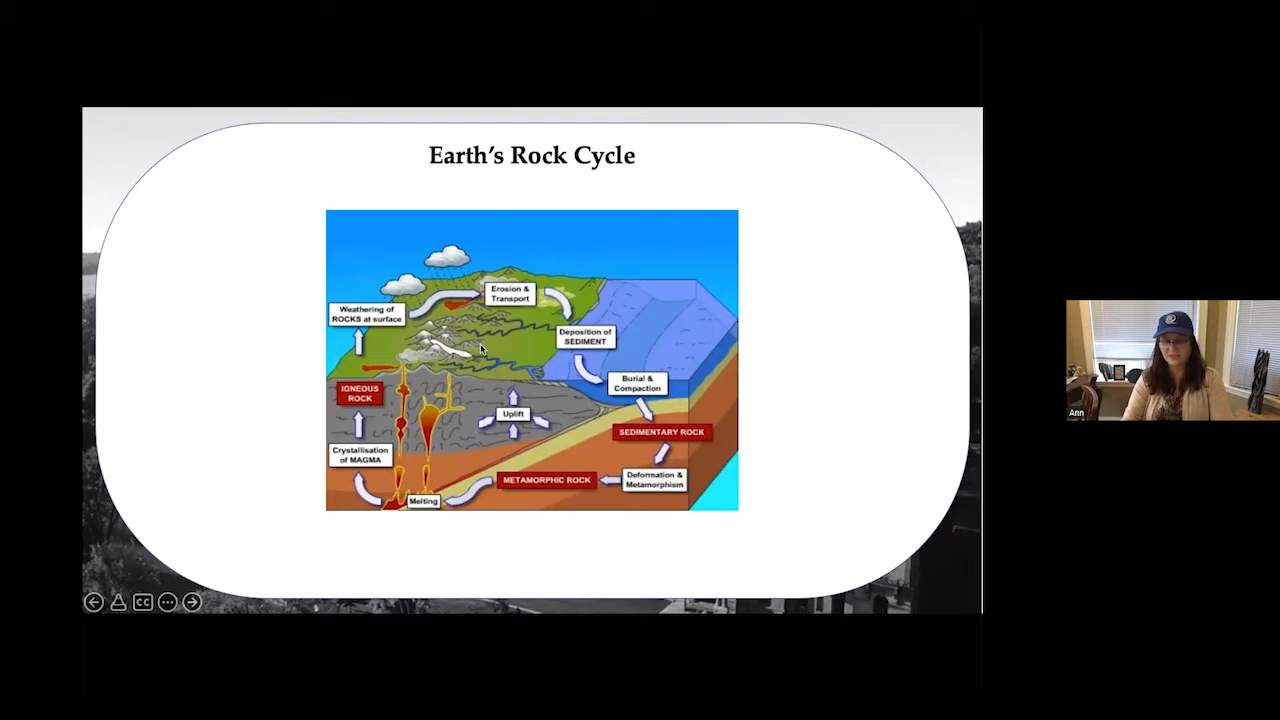 Earth's Rock Cycle
Erosion &
Transport
Weathering of
ROCKS at surface
Deposition of
SEDIMENT
Burial &
Compaction
IGNEOUS
ROCK
Uplift
SEDIMENTARY ROCK
Crystallisation
of MAGMA
Deformation &
Metamorphism
METAMORPHIC ROCK
Melting
Ann
CC